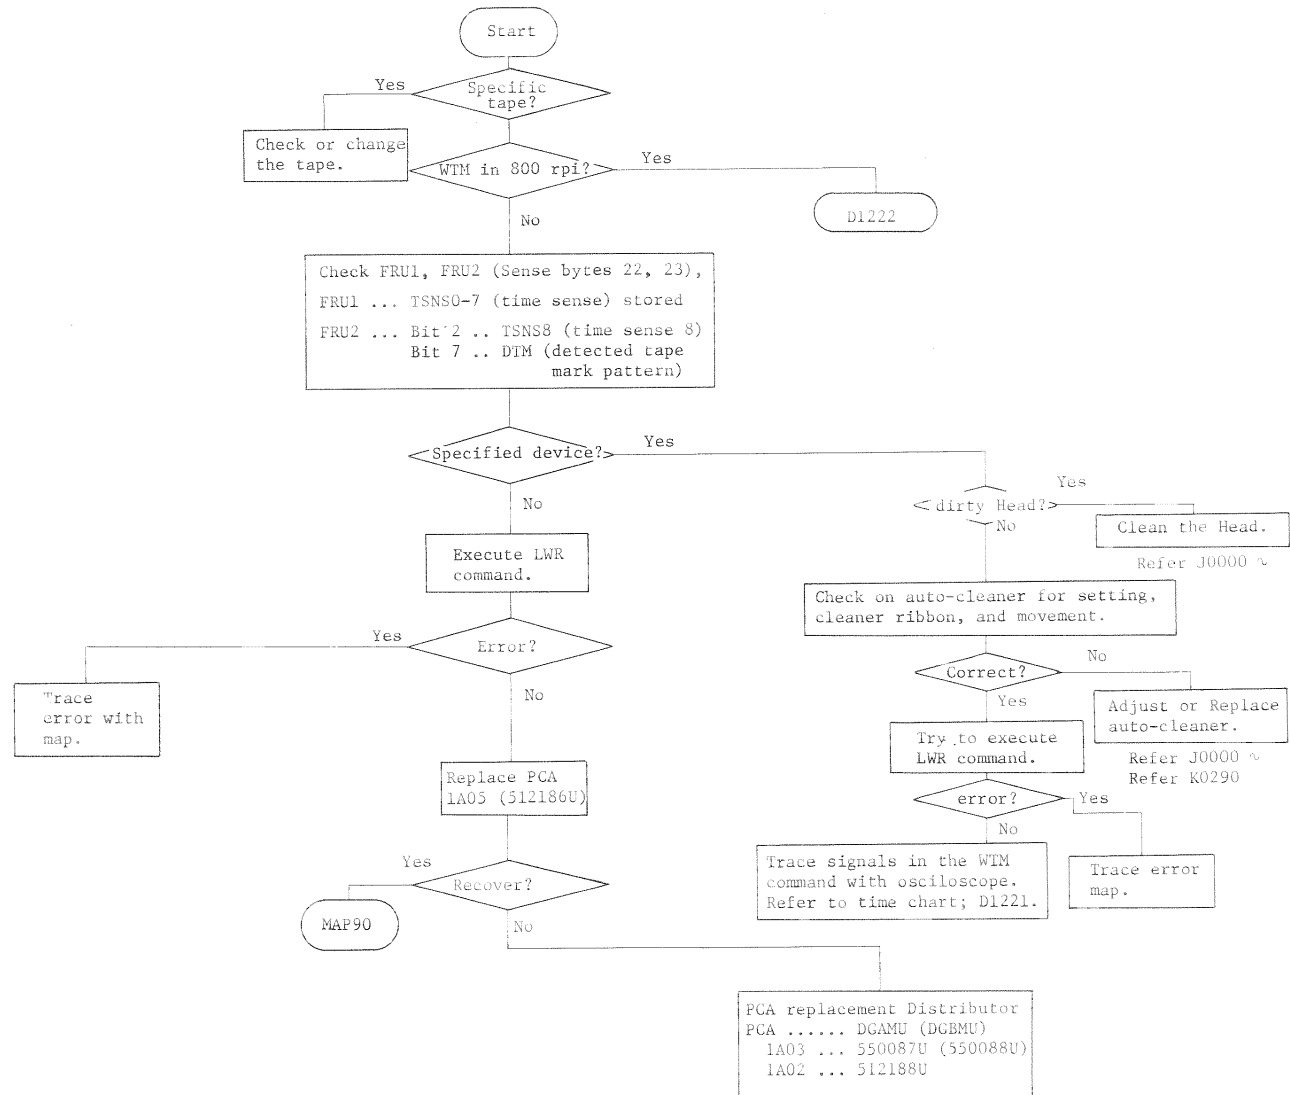 Start
Yes
Specific
tape?
Check or change
the tape.
WTM in 800 rpi?
Yes
D1222
No
Check FRU1, FRU2 (Sense bytes 22, 23),
FRU1 ... TSNS0-7 (time sense) stored
FRU2 ... Bit 2 .. TSNS8 (time sense 8)
Bit 7 .. DTM (detected tape
mark pattern)
Specified device?
Yes
No
dirty Head?
Yes
No
Clean the Head.
Refer J0000 ~
Execute LWR
command.
Check on auto-cleaner for setting,
cleaner ribbon, and movement.
Yes
Error?
No
Trace
error with
map.
Correct?
No
Yes
Adjust or Replace
auto-cleaner.
Refer J0000 ~
Refer K0290
Try to execute
LWR command.
error?
Yes
No
Replace PCA
1A05 (512186U)
Trace signals in the WTM
command with osciloscope.
Refer to time chart; D1221.
Trace error
map.
Yes
Recover?
MAP90
No
PCA replacement Distributor
PCA ...... DGAMU (DGBMU)
1A03 ... 550087U (550088U)
1A02 ... 512188U